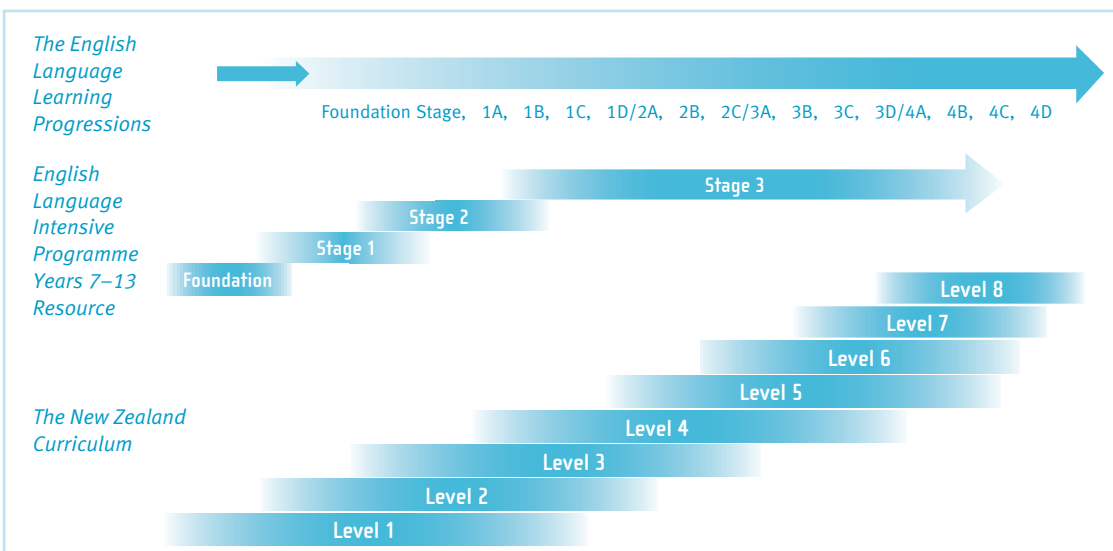 The English
Language
Learning
Progressions
Foundation Stage, 1A, 1B, 1C, 1D/2A, 2B, 2C/3A, 3B, 3C, 3D/4A, 4B, 4C, 4D
English
Language
Intensive
Programme
Years 7–13
Resource
Stage 3
Stage 2
Stage 1
Foundation
The New Zealand
Curriculum
Level 8
Level 7
Level 6
Level 5
Level 4
Level 3
Level 2
Level 1